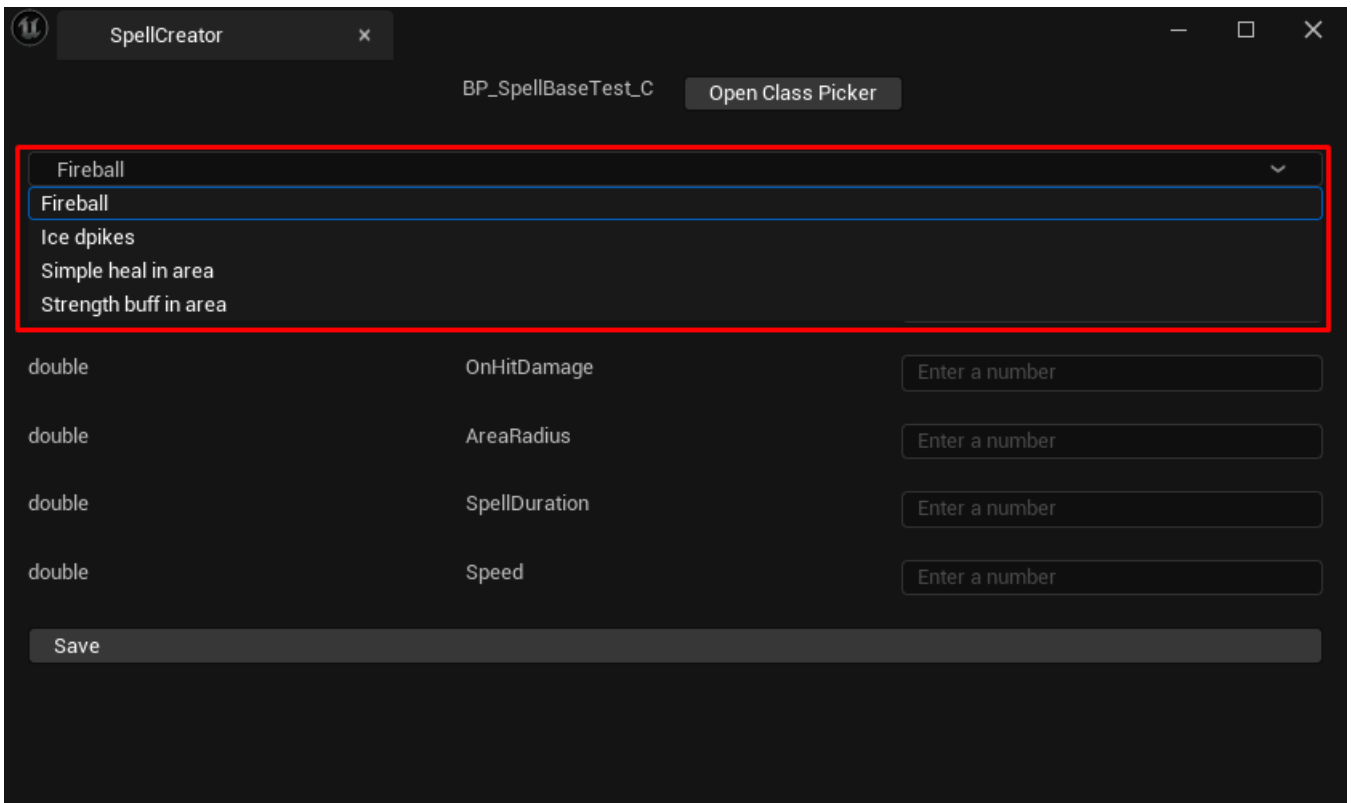 SpellCreator
BP_SpellBaseTest_C Open Class Picker
Fireball
Fireball
Ice dpikes
Simple heal in area
Strength buff in area
double OnHitDamage Enter a number
double AreaRadius Enter a number
double SpellDuration Enter a number
double Speed Enter a number
Save